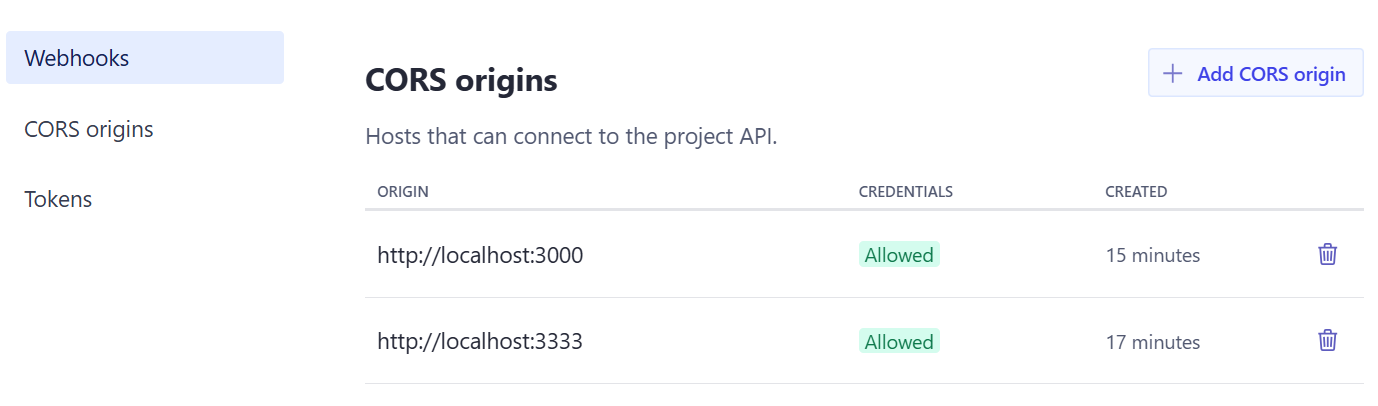 Webhooks
CORS origins
Tokens
CORS origins
Add CORS origin
Hosts that can connect to the project API.
ORIGIN CREDENTIALS CREATED
http://localhost:3000 Allowed 15 minutes
http://localhost:3333 Allowed 17 minutes